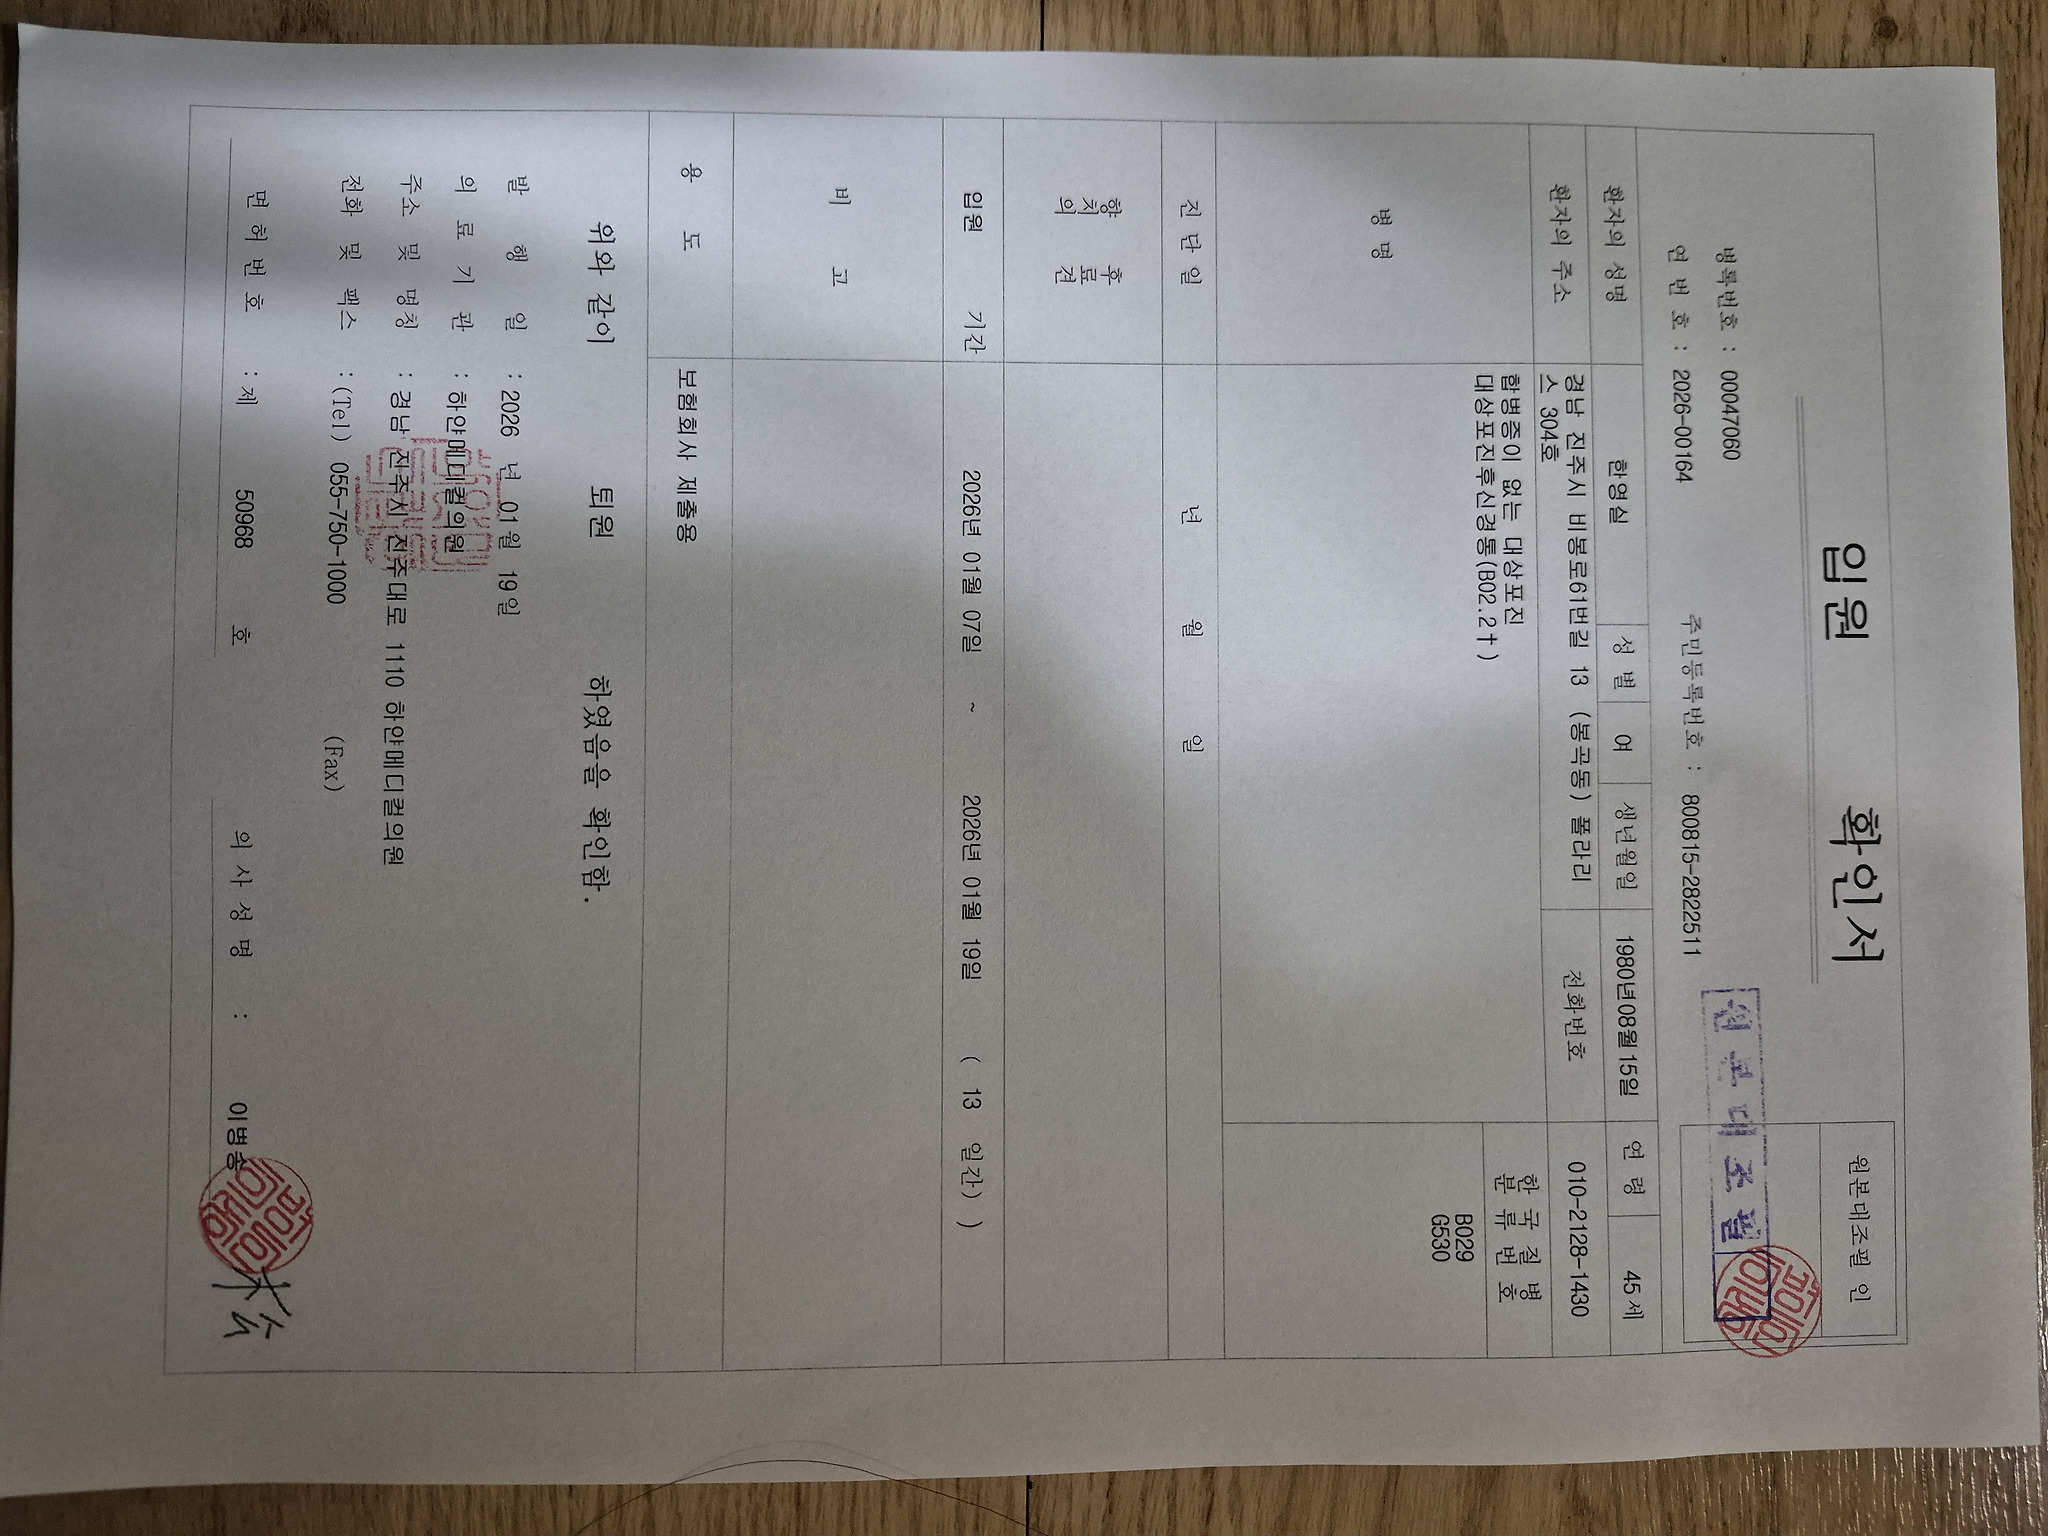 입원 확인서
원본대조필 인
원본대조필
병록번호 : 00047060
연 번 호 : 2026-00164
주민등록번호 : 800815-2822511
환자의 성명 한영실 성 별 여 생년월일 1980년08월15일 연 령 45세
환자의 주소 경남 진주시 비봉로61번길 13 (봉곡동) 폴라리
스 304호
전화번호 010-2128-1430
병 명
합병증이 없는 대상포진
대상포진후신경통(B02.2†)
한 국 질 병
분 류 번 호
B029
G530
진 단 일 년 월 일
향 후
치 료
의 견
입원 기간 2026년 01월 07일 ~ 2026년 01월 19일 ( 13 일간) )
비 고
용 도 보험회사 제출용
위와 같이 퇴원 하였음을 확인함.
발 행 일 : 2026 년 01월 19일
의 료 기 관 : 하얀메디컬의원
주소 및 명칭 : 경남 진주시 진주대로 1110 하얀메디컬의원
전화 및 팩스 : (Tel) 055-750-1000 (Fax)
면 허 번 호 : 제 50968 호 의 사 성 명 : 이병송